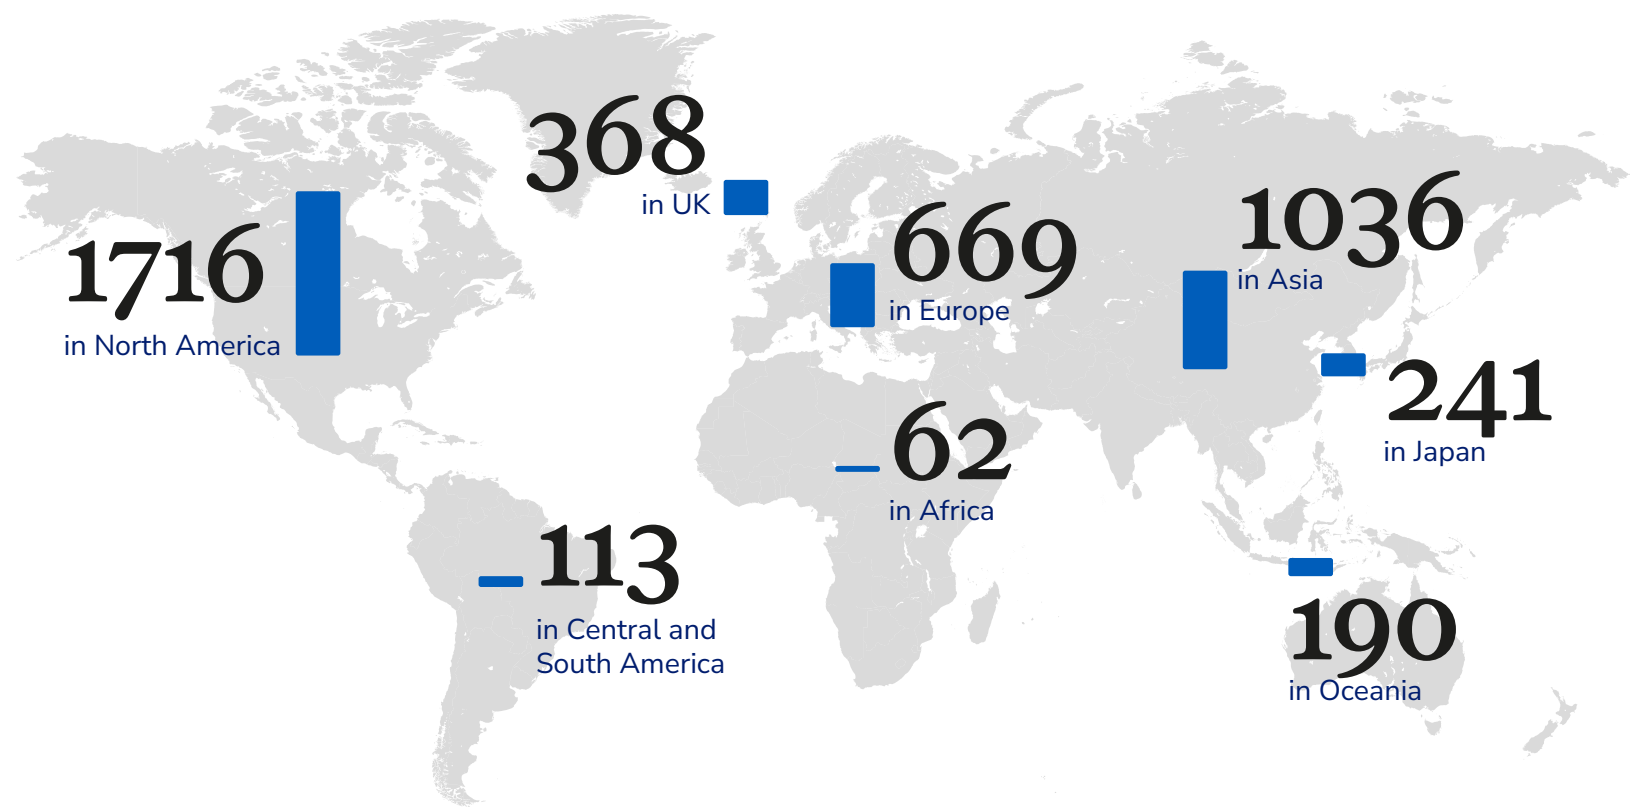 368
in UK
1716
in North America
669
in Europe
1036
in Asia
241
in Japan
62
in Africa
113
in Central and
South America
190
in Oceania